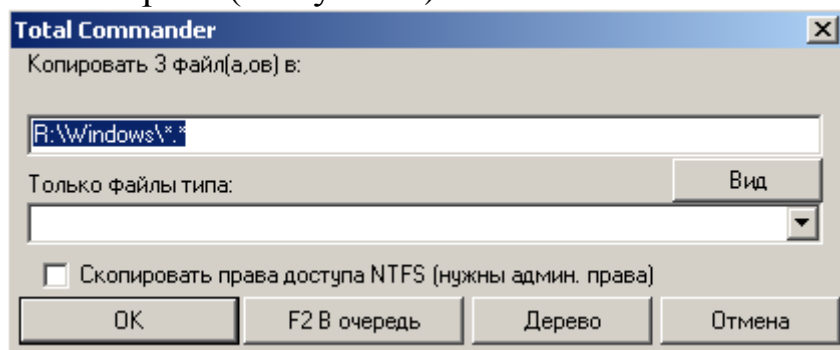 Total Commander
Копировать 3 файл(а,ов) в:
R:\Windows\*.*
Только файлы типа:
Вид
Скопировать права доступа NTFS (нужны админ. права)
OK
F2 В очередь
Дерево
Отмена